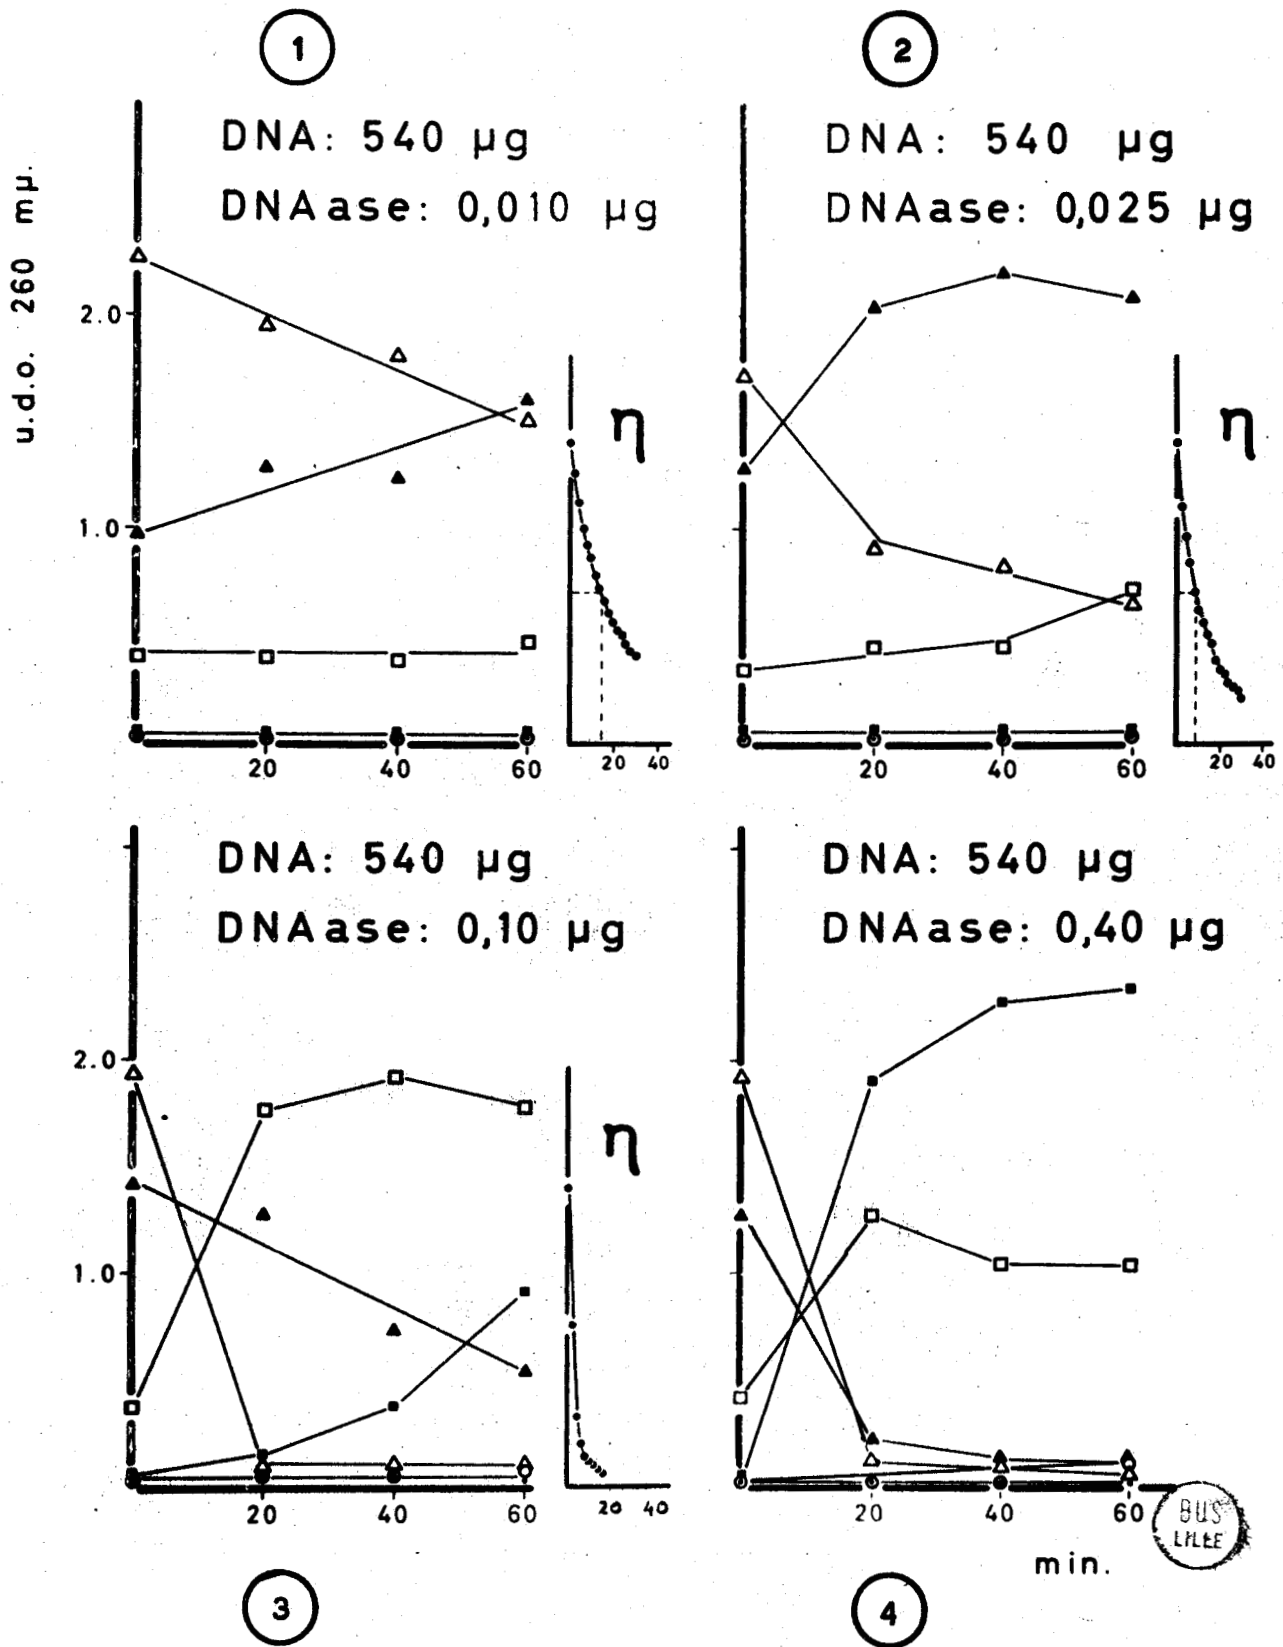 1
2
DNA: 540 µg
DNAase: 0,010 µg
DNA: 540 µg
DNAase: 0,025 µg
u.d.o. 260 mµ.
2.0
1.0
η
η
20 40 60
20 40
20 40 60
20 40
DNA: 540 µg
DNAase: 0,10 µg
DNA: 540 µg
DNAase: 0,40 µg
2.0
1.0
η
20 40 60
20 40
20 40 60
min.
BUS
LILLE
3
4